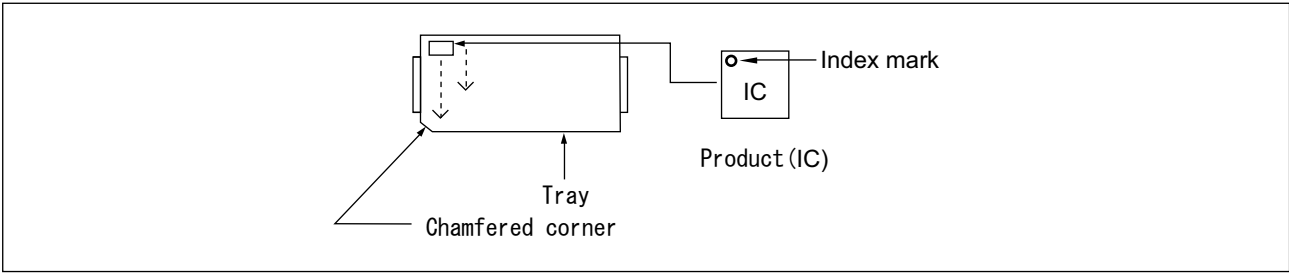 Index mark
IC
Product(IC)
Tray
Chamfered corner